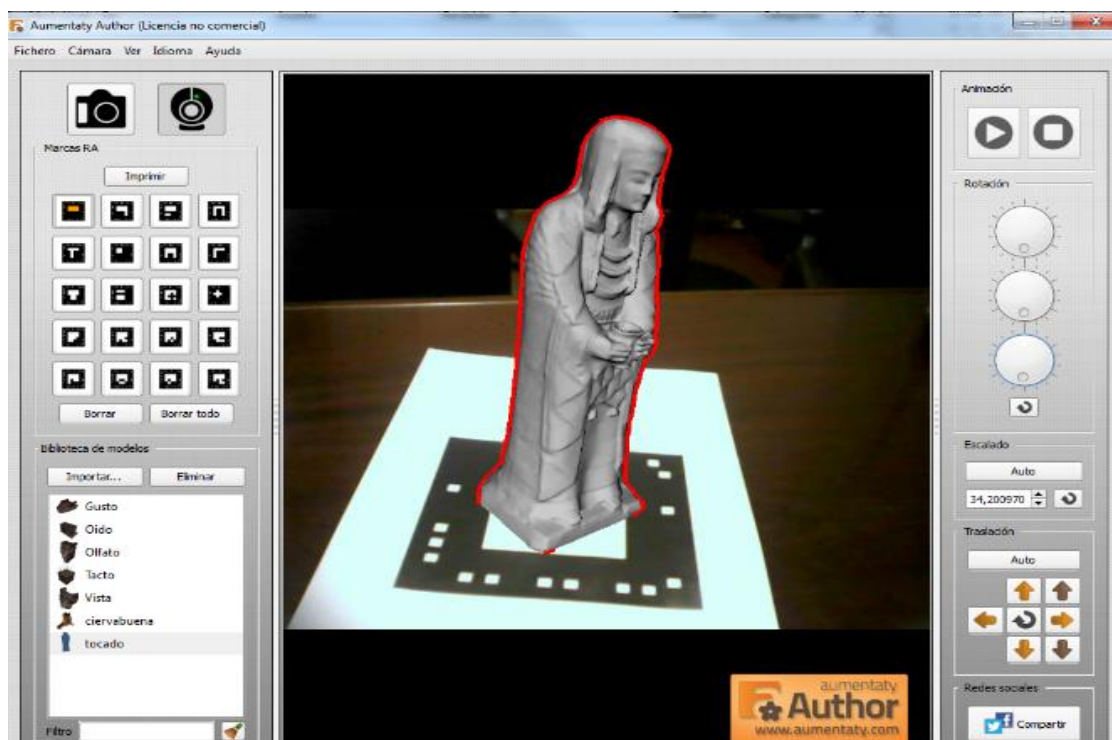 Aumentaty Author (Licencia no comercial)
Fichero Cámara Ver Idioma Ayuda
Marcas RA
Imprimir
Borrar Borrar todo
Biblioteca de modelos
Importar... Eliminar
Gusto
Oido
Olfato
Tacto
Vista
ciervabuena
tocado
Filtro
aumentaty
Author
www.aumentaty.com
Animación
Rotación
Escalado
Auto
34,200970
Traslación
Auto
Redes sociales
Compartir